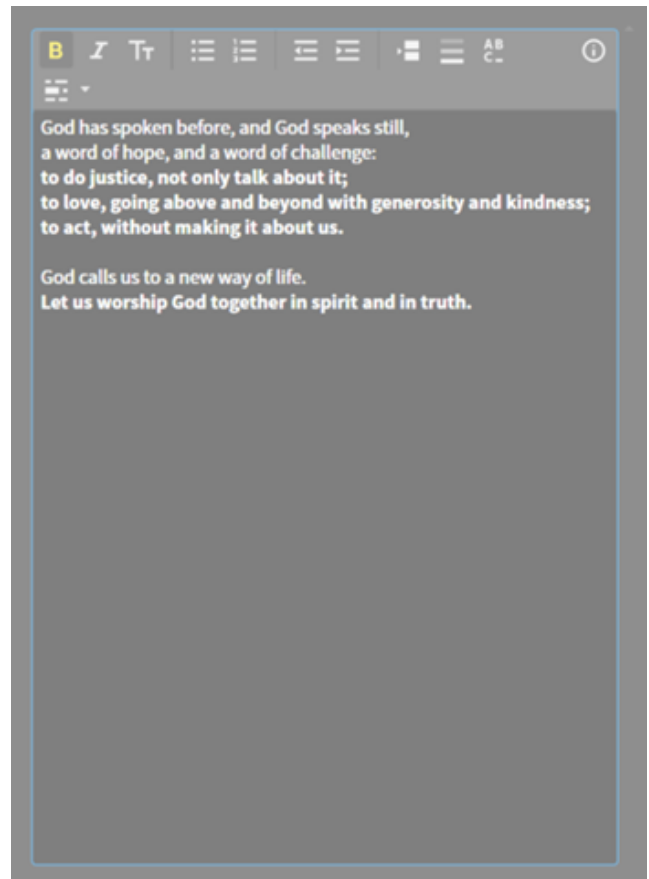 B I TT
AB
C
God has spoken before, and God speaks still,
a word of hope, and a word of challenge:
to do justice, not only talk about it;
to love, going above and beyond with generosity and kindness;
to act, without making it about us.
God calls us to a new way of life.
Let us worship God together in spirit and in truth.